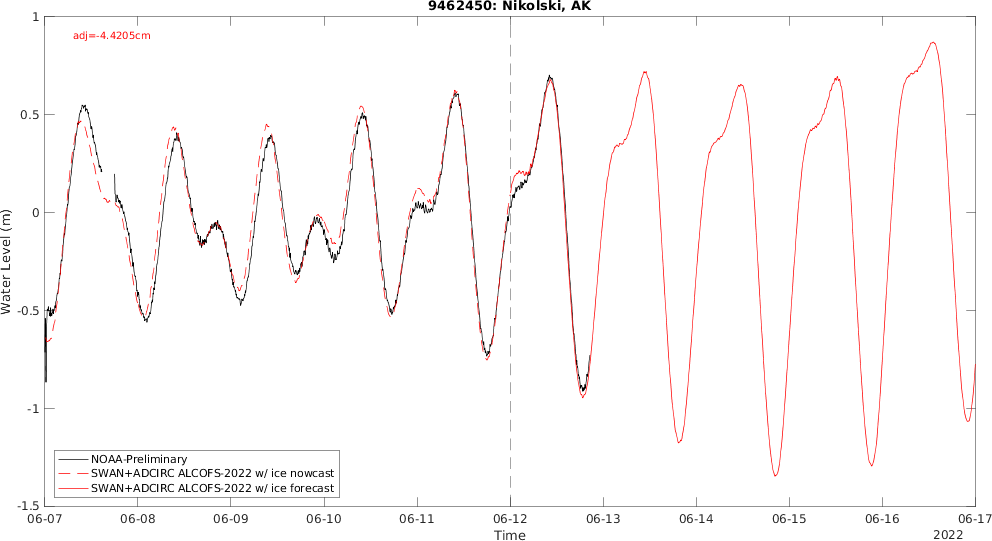 9462450: Nikolski, AK
adj=-4.4205cm
Water Level (m)
1
0.5
0
-0.5
-1
-1.5
NOAA-Preliminary
SWAN+ADCIRC ALCOFS-2022 w/ ice nowcast
SWAN+ADCIRC ALCOFS-2022 w/ ice forecast
06-07 06-08 06-09 06-10 06-11 06-12 06-13 06-14 06-15 06-16 06-17
Time
2022